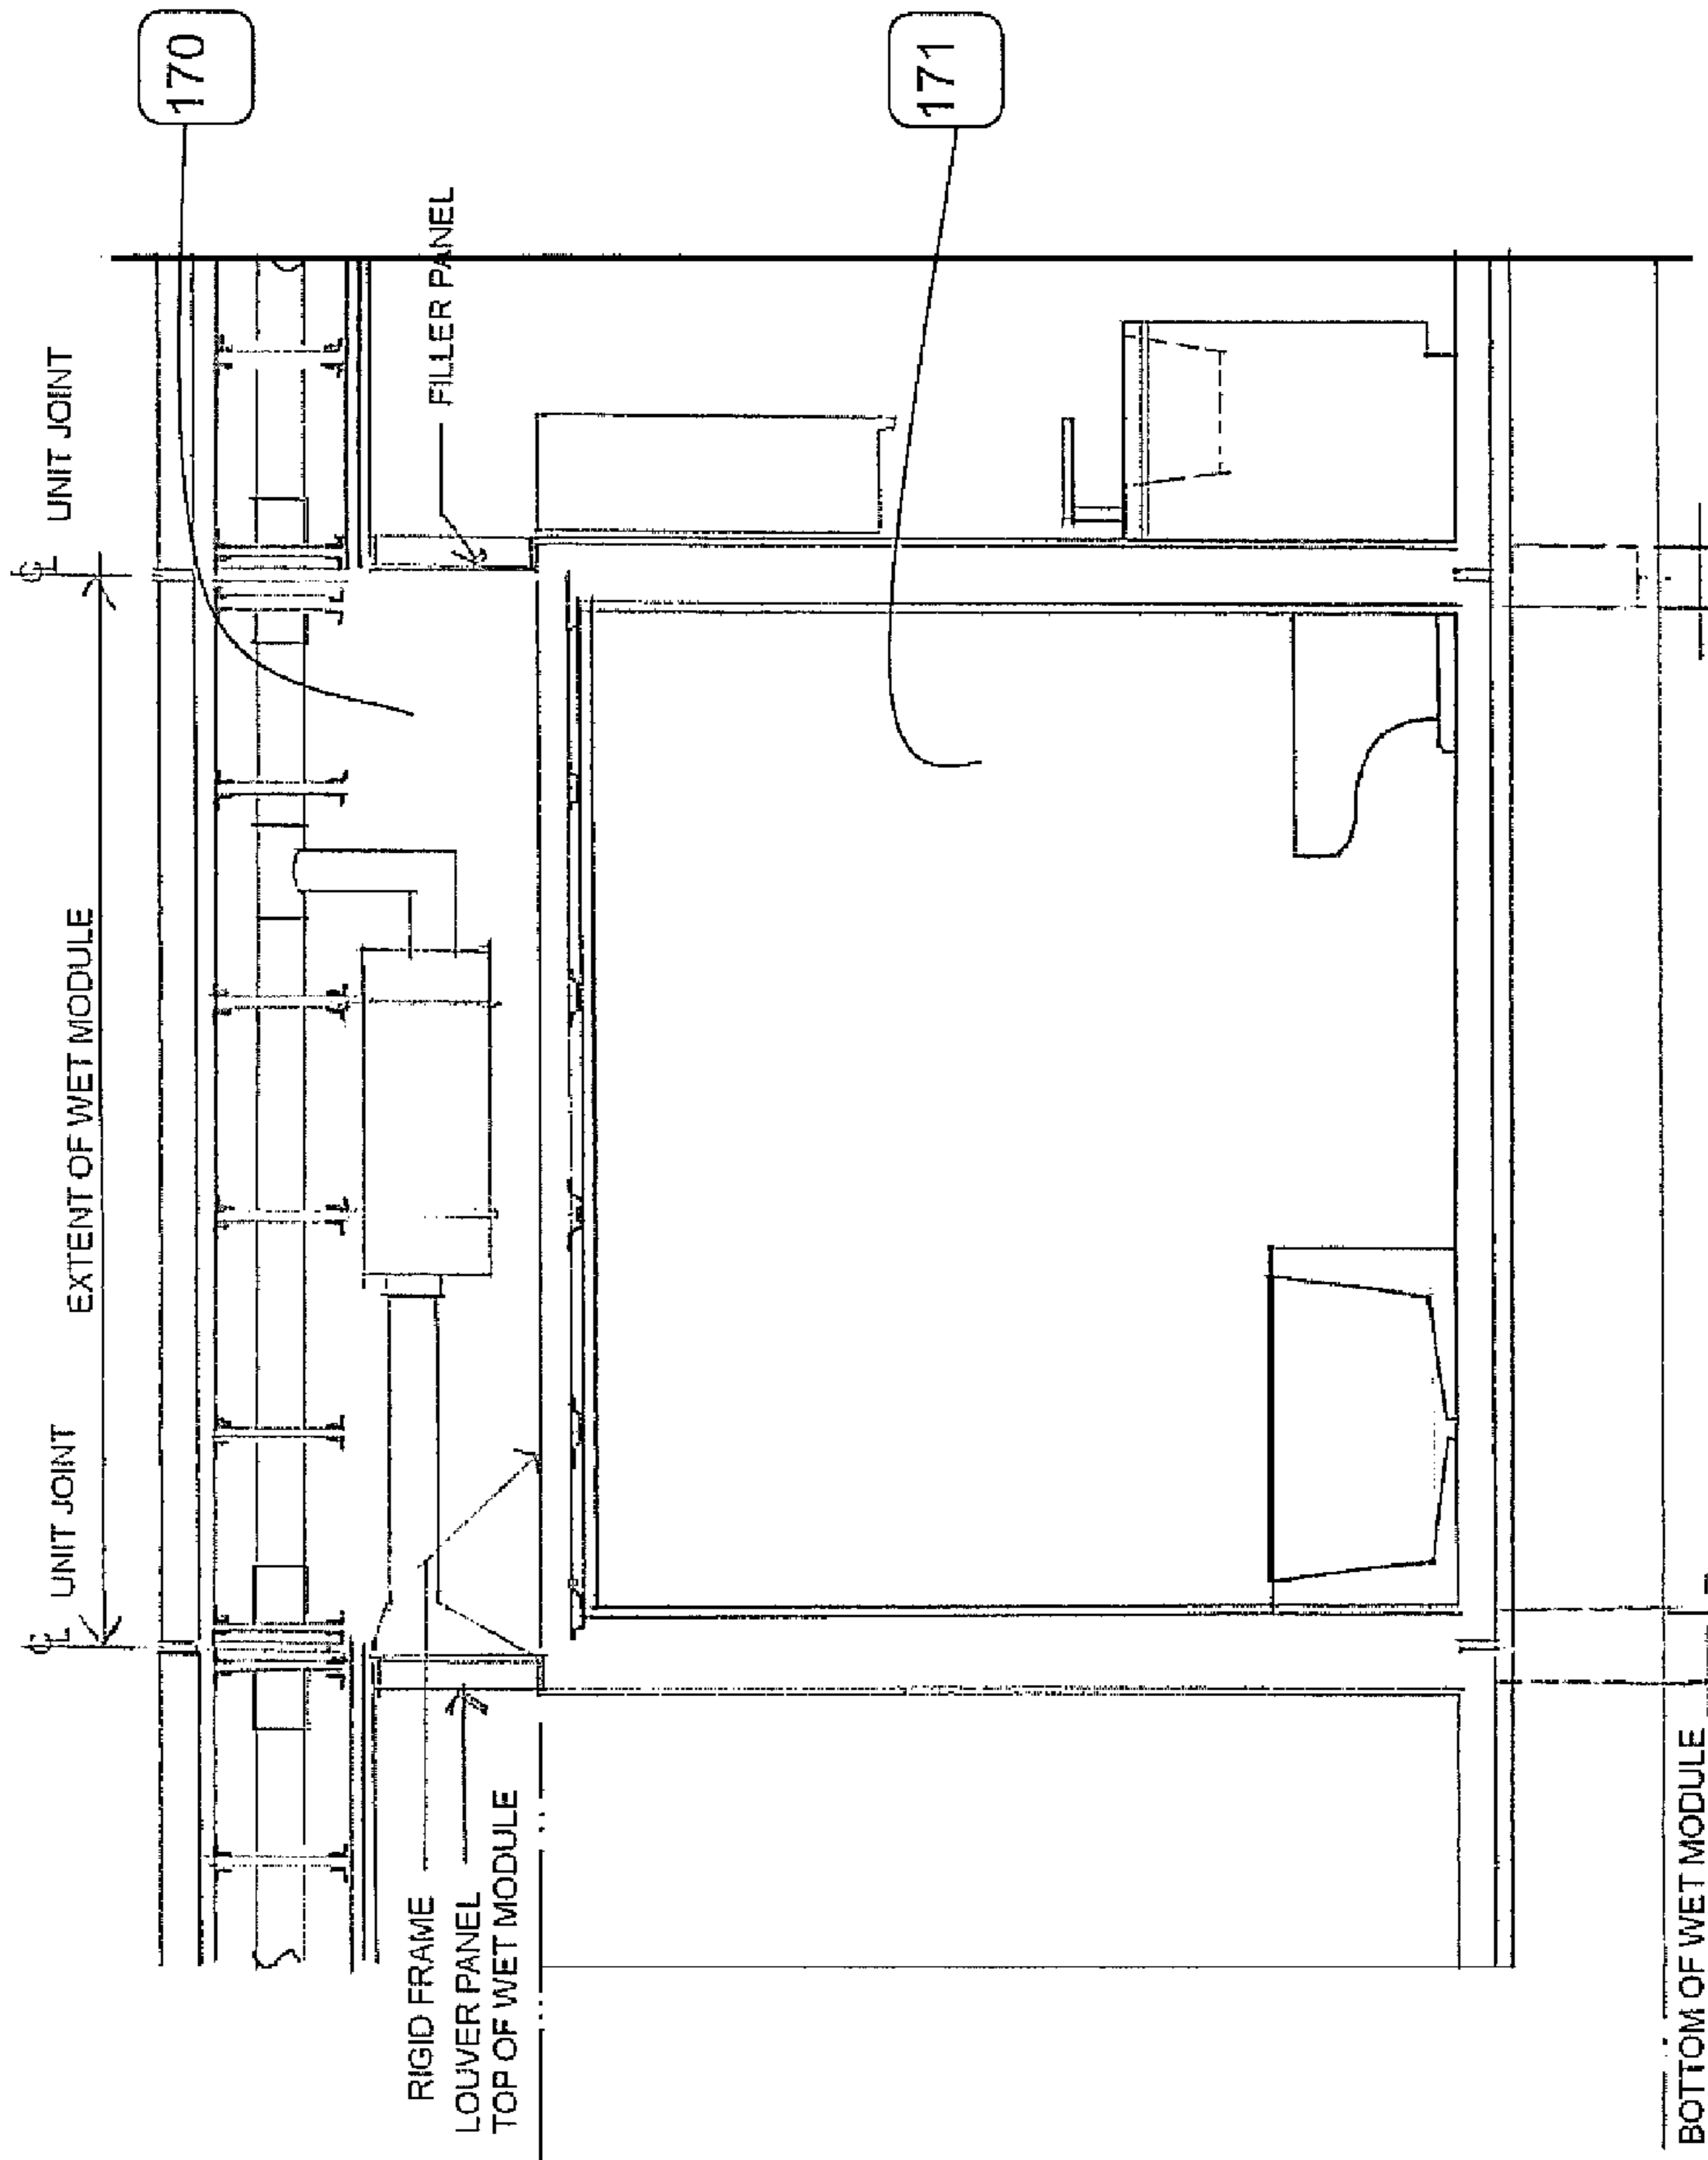 ℄ UNIT JOINT
EXTENT OF WET MODULE
℄ UNIT JOINT
170
RIGID FRAME
LOUVER PANEL
TOP OF WET MODULE
FILLER PANEL
171
BOTTOM OF WET MODULE